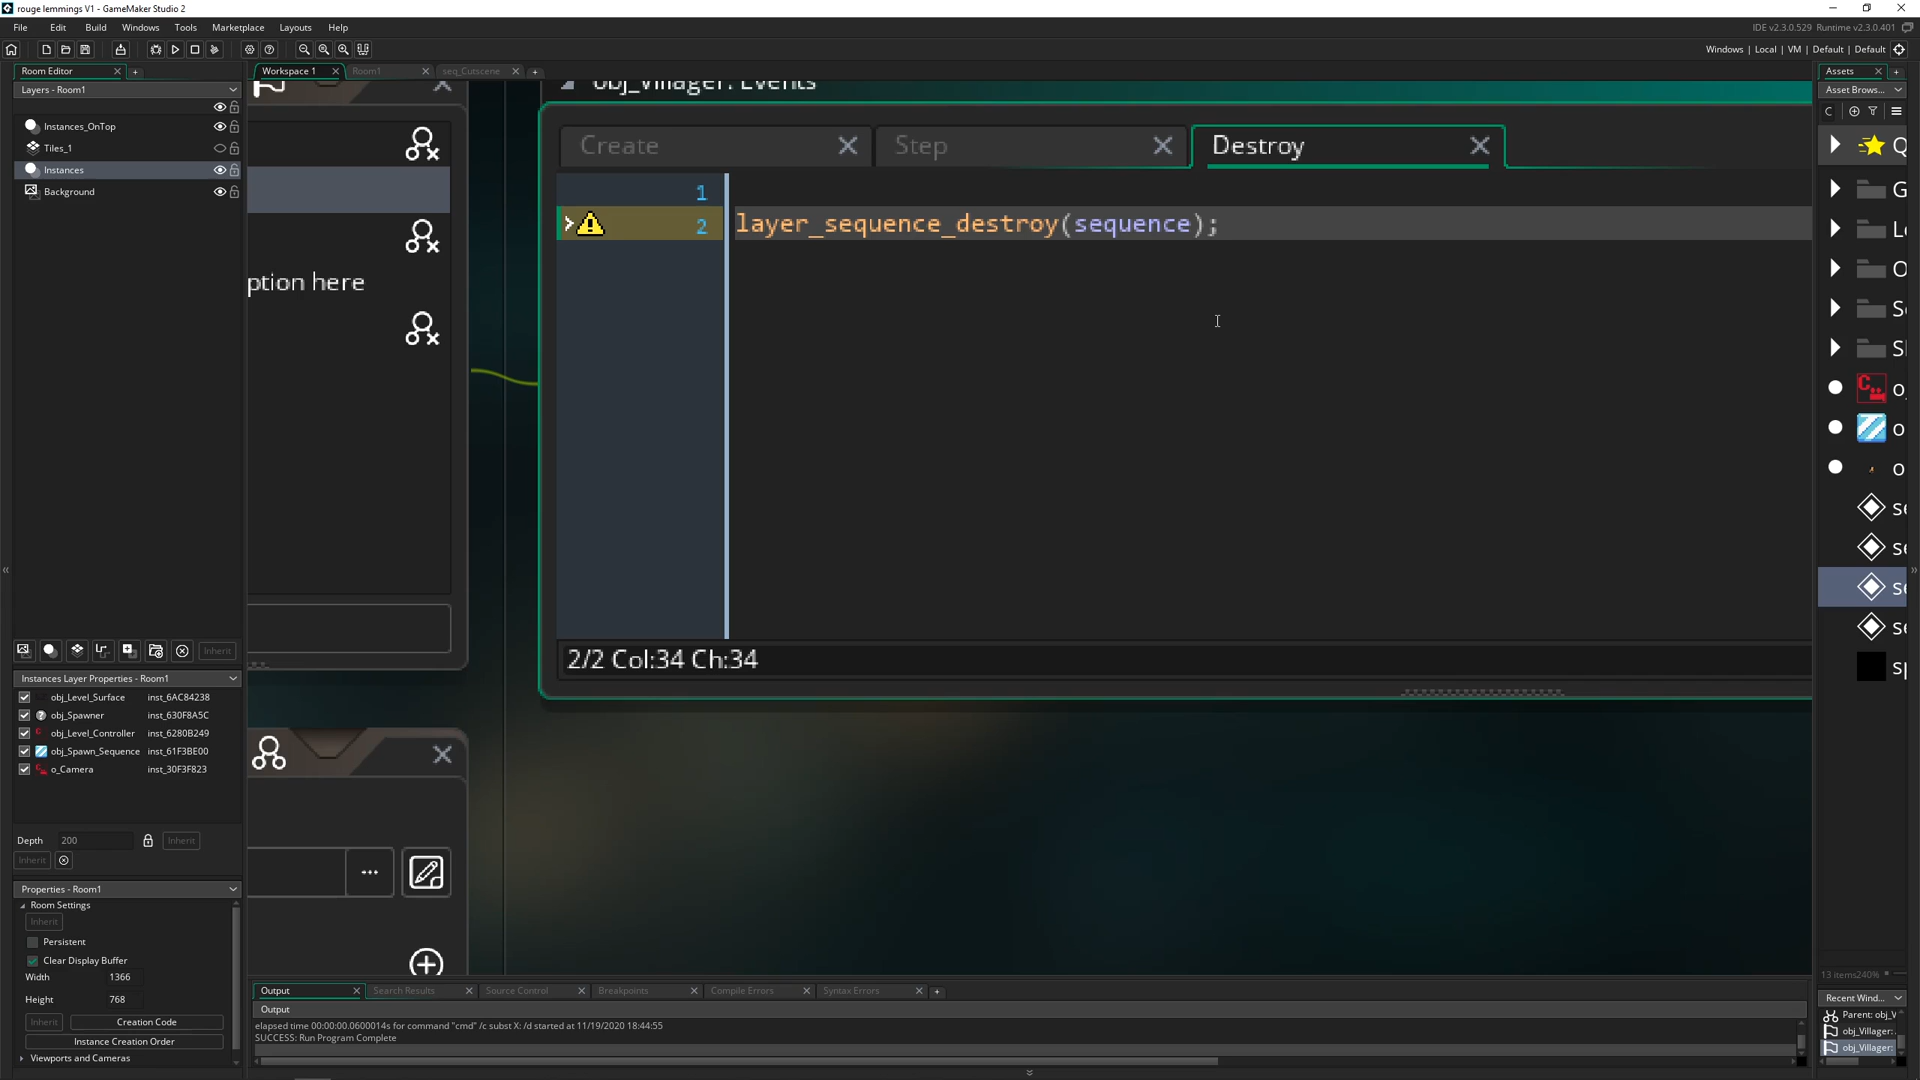 rouge lemmings V1 - GameMaker Studio 2
File Edit Build Windows Tools Marketplace Layouts Help
IDE v2.3.0.529 Runtime v2.3.0.401
Windows | Local | VM | Default | Default
Room Editor
Workspace 1
Room1
seq_Cutscene
Assets
Layers - Room1
Asset Brows...
Instances_OnTop
Tiles_1
Instances
Background
obj_Villager: Events
Create
Step
Destroy
1
2
layer_sequence_destroy(sequence);
ption here
2/2 Col:34 Ch:34
Inherit
Instances Layer Properties - Room1
obj_Level_Surface inst_6AC84238
obj_Spawner inst_630F8A5C
obj_Level_Controller inst_6280B249
obj_Spawn_Sequence inst_61F3BE00
o_Camera inst_30F3F823
Depth 200 Inherit
Inherit
Properties - Room1
Room Settings
Inherit
Persistent
Clear Display Buffer
Width 1366
Height 768
Inherit Creation Code
Instance Creation Order
Viewports and Cameras
Output Search Results Source Control Breakpoints Compile Errors Syntax Errors
Output
elapsed time 00:00:00.0600014s for command "cmd" /c subst X: /d started at 11/19/2020 18:44:55
SUCCESS: Run Program Complete
13 items 240%
Recent Wind...
Parent: obj_V
obj_Villager:
obj_Villager: